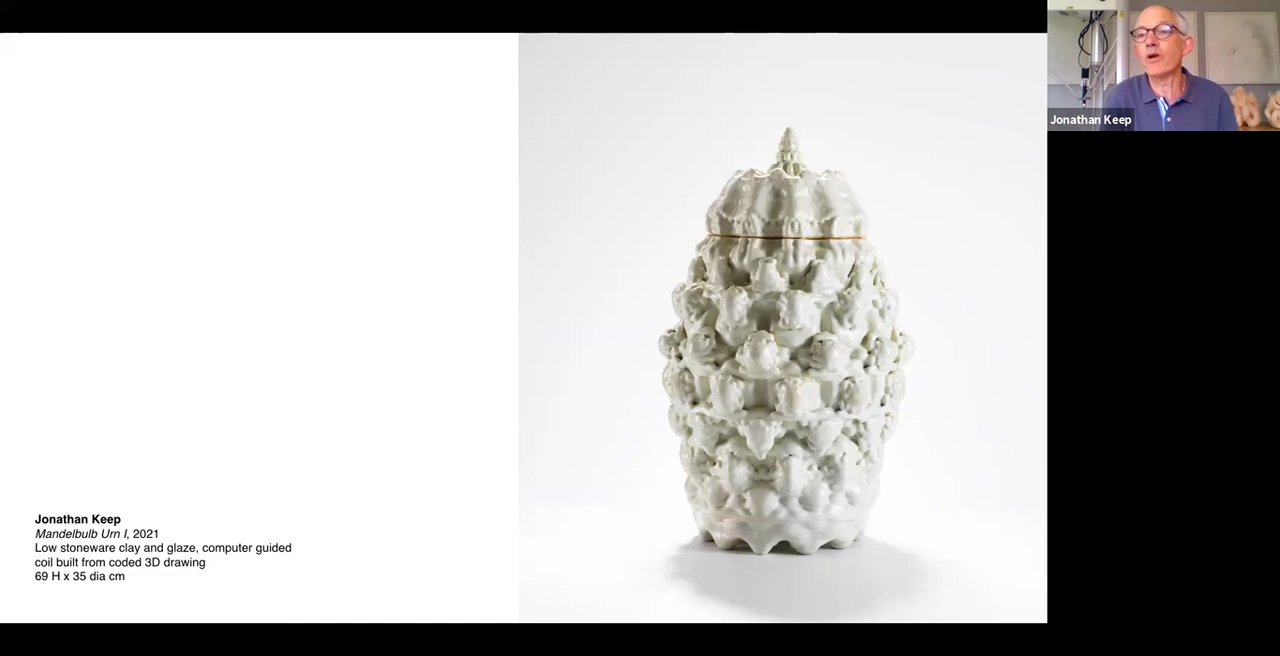 Jonathan Keep
Jonathan Keep
Mandelbulb Urn I, 2021
Low stoneware clay and glaze, computer guided
coil built from coded 3D drawing
69 H x 35 dia cm